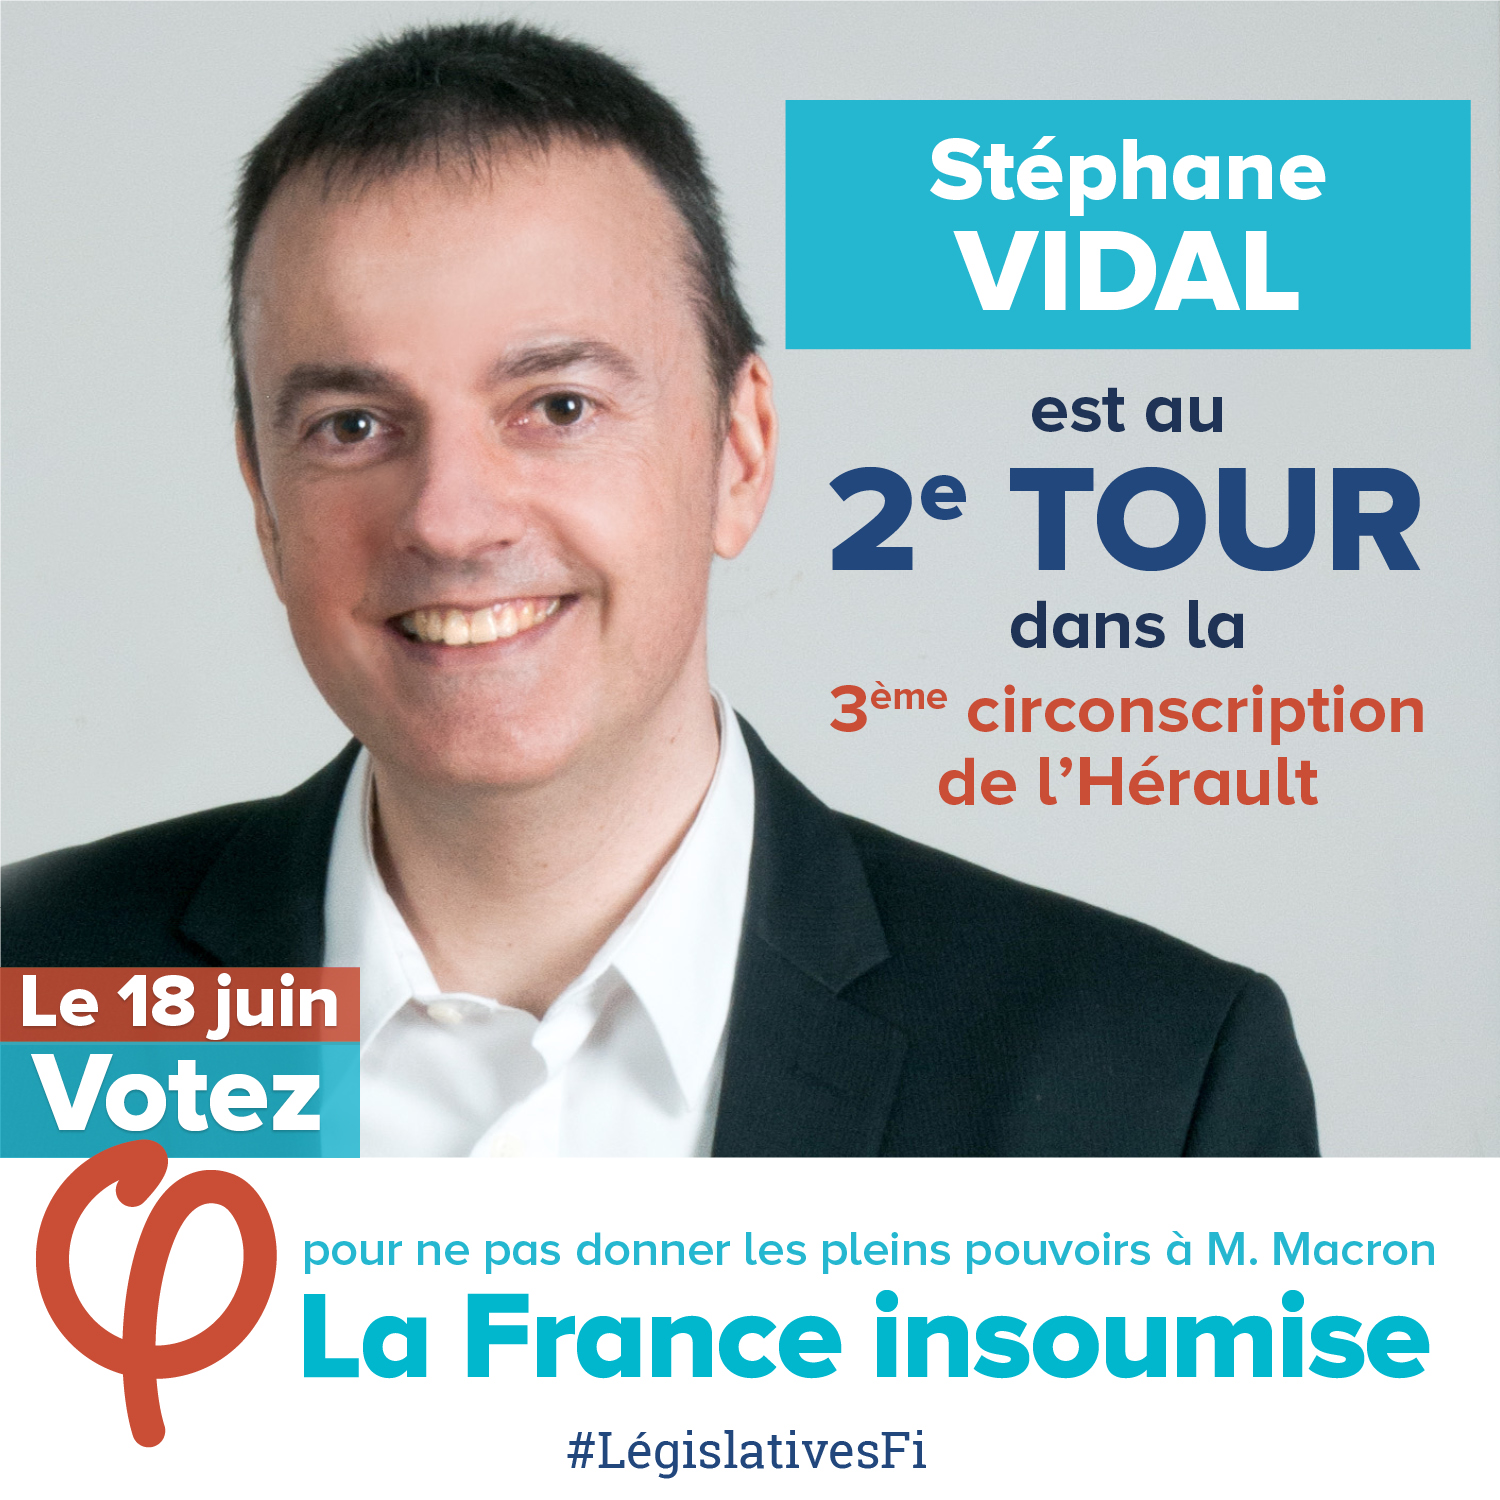 Stéphane
VIDAL
est au
2e TOUR
dans la
3ème circonscription
de l’Hérault
Le 18 juin
Votez
pour ne pas donner les pleins pouvoirs à M. Macron
La France insoumise
#LégislativesFi